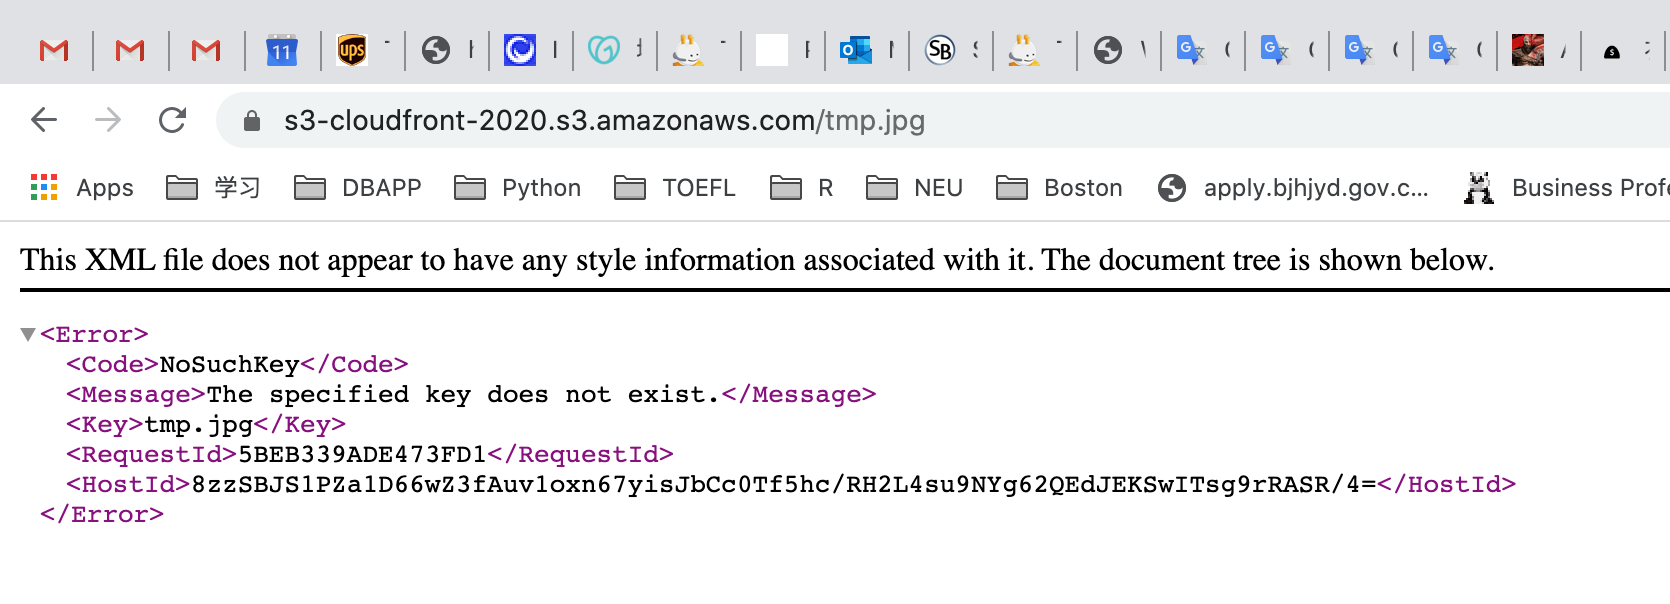 11
ups
SB
s3-cloudfront-2020.s3.amazonaws.com/tmp.jpg
Apps 学习 DBAPP Python TOEFL R NEU Boston apply.bjhjyd.gov.c... Business
This XML file does not appear to have any style information associated with it. The document tree is shown below.
▼<Error>
<Code>NoSuchKey</Code>
<Message>The specified key does not exist.</Message>
<Key>tmp.jpg</Key>
<RequestId>5BEB339ADE473FD1</RequestId>
<HostId>8zzSBJS1PZa1D66wZ3fAuv1oxn67yisJbCc0Tf5hc/RH2L4su9NYg62QEdJEKSwITsg9rRASR/4=</HostId>
</Error>